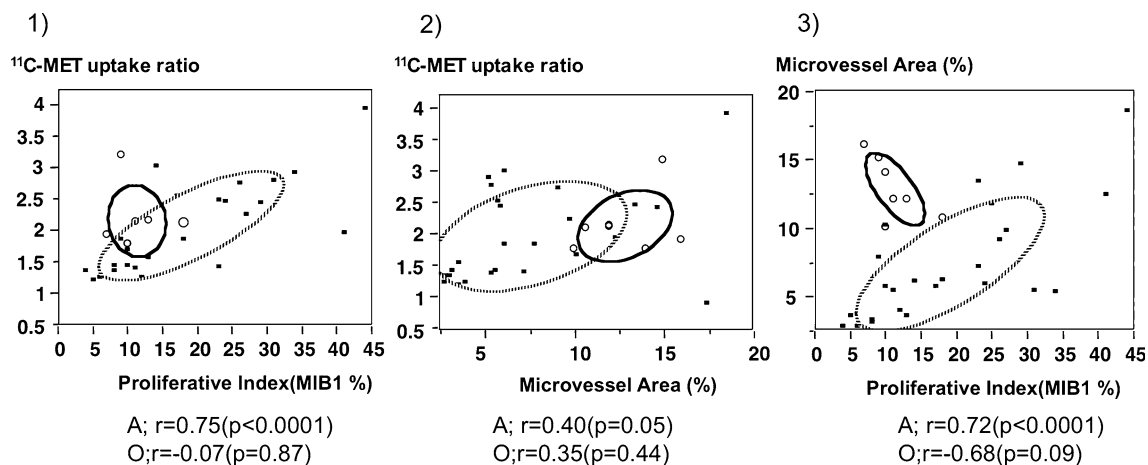 1)
¹¹C-MET uptake ratio
4
3.5
3
2.5
2
1.5
1
0.5
0 5 10 15 20 25 30 35 40 45
Proliferative Index(MIB1 %)
A; r=0.75(p<0.0001)
O;r=-0.07(p=0.87)
2)
¹¹C-MET uptake ratio
4
3.5
3
2.5
2
1.5
1
0.5
5 10 15 20
Microvessel Area (%)
A; r=0.40(p=0.05)
O;r=0.35(p=0.44)
3)
Microvessel Area (%)
20
15
10
5
0 5 10 15 20 25 30 35 40 45
Proliferative Index(MIB1 %)
A; r=0.72(p<0.0001)
O;r=-0.68(p=0.09)